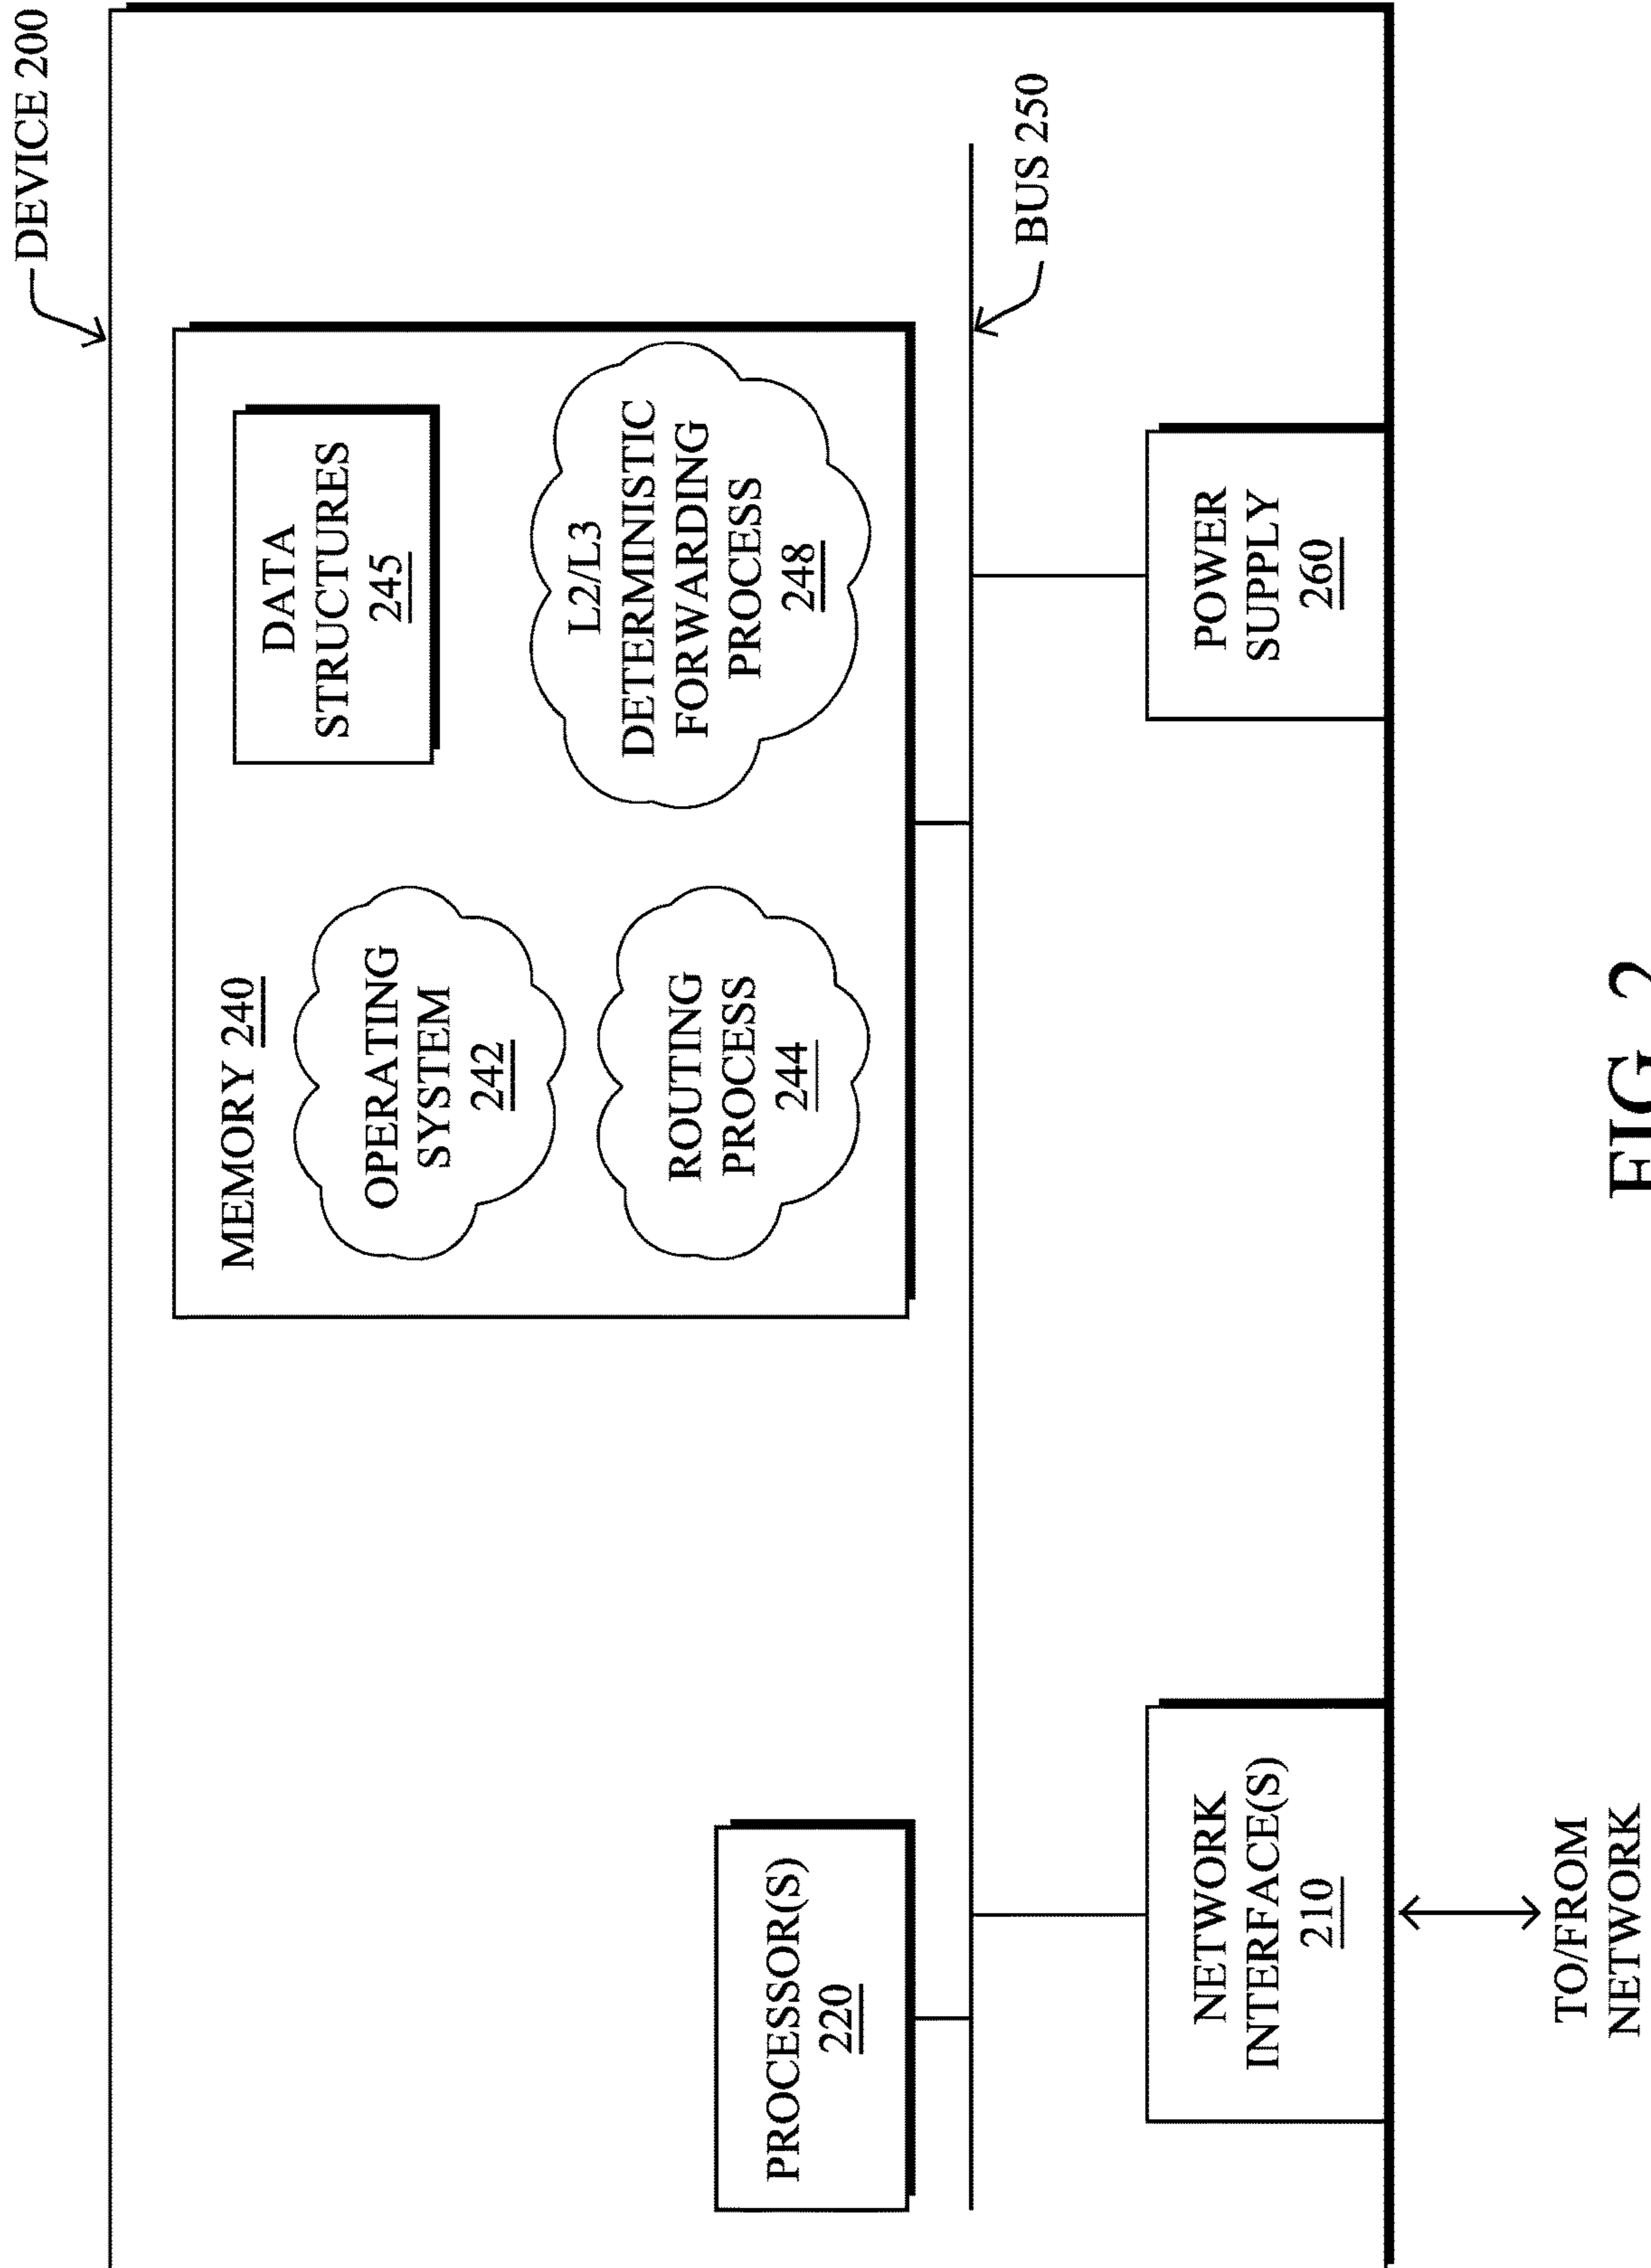 DEVICE 200
MEMORY 240
OPERATING
SYSTEM
242
DATA
STRUCTURES
245
ROUTING
PROCESS
244
L2/L3
DETERMINISTIC
FORWARDING
PROCESS
248
PROCESSOR(S)
220
BUS 250
NETWORK
INTERFACE(S)
210
POWER
SUPPLY
260
TO/FROM
NETWORK
FIG. 2